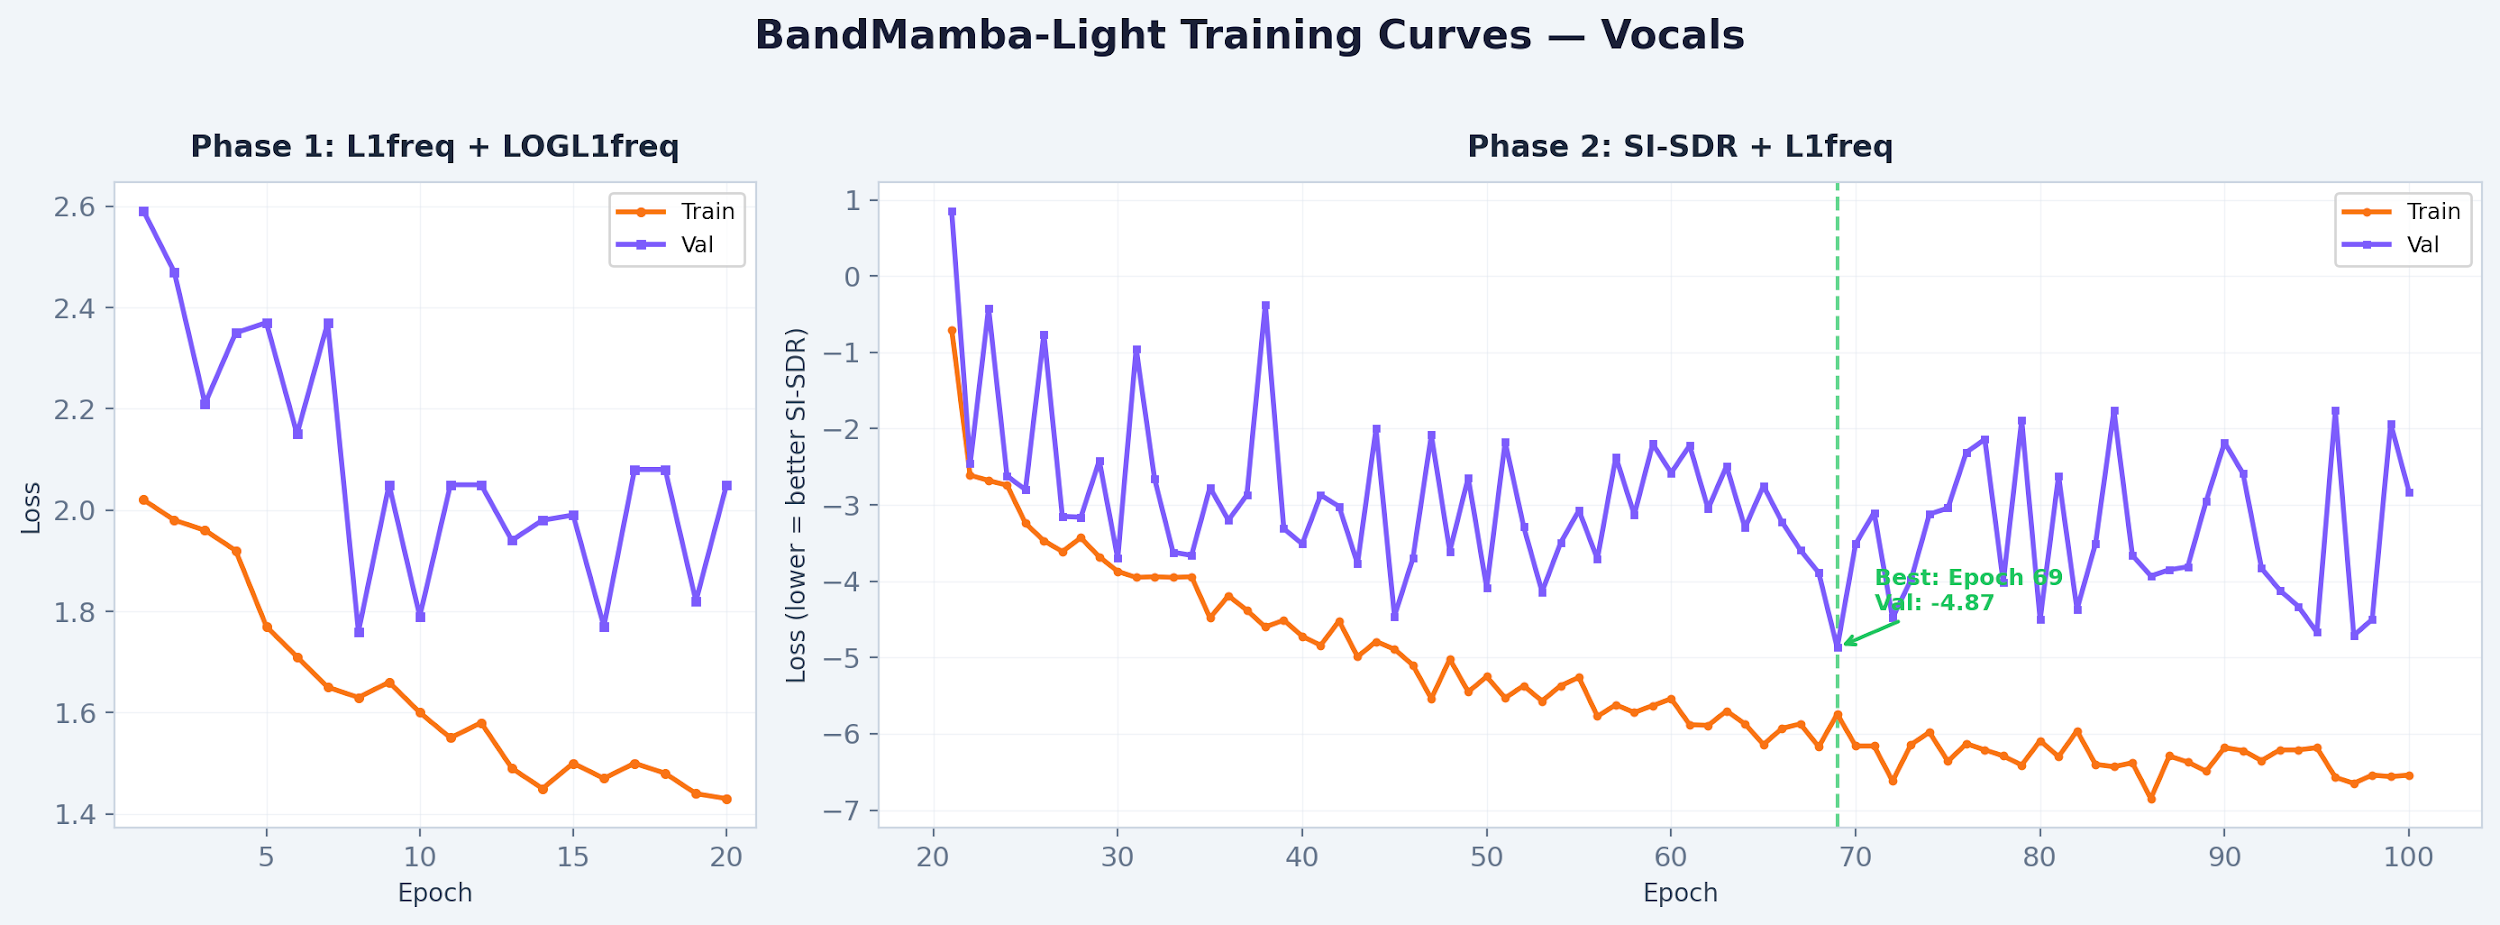 BandMamba-Light Training Curves — Vocals
Phase 1: L1freq + LOGL1freq
Loss
2.6
2.4
2.2
2.0
1.8
1.6
1.4
5
10
15
20
Epoch
Train
Val
Phase 2: SI-SDR + L1freq
Loss (lower = better SI-SDR)
1
0
−1
−2
−3
−4
−5
−6
−7
20
30
40
50
60
70
80
90
100
Epoch
Train
Val
Best: Epoch 69
Val: -4.87